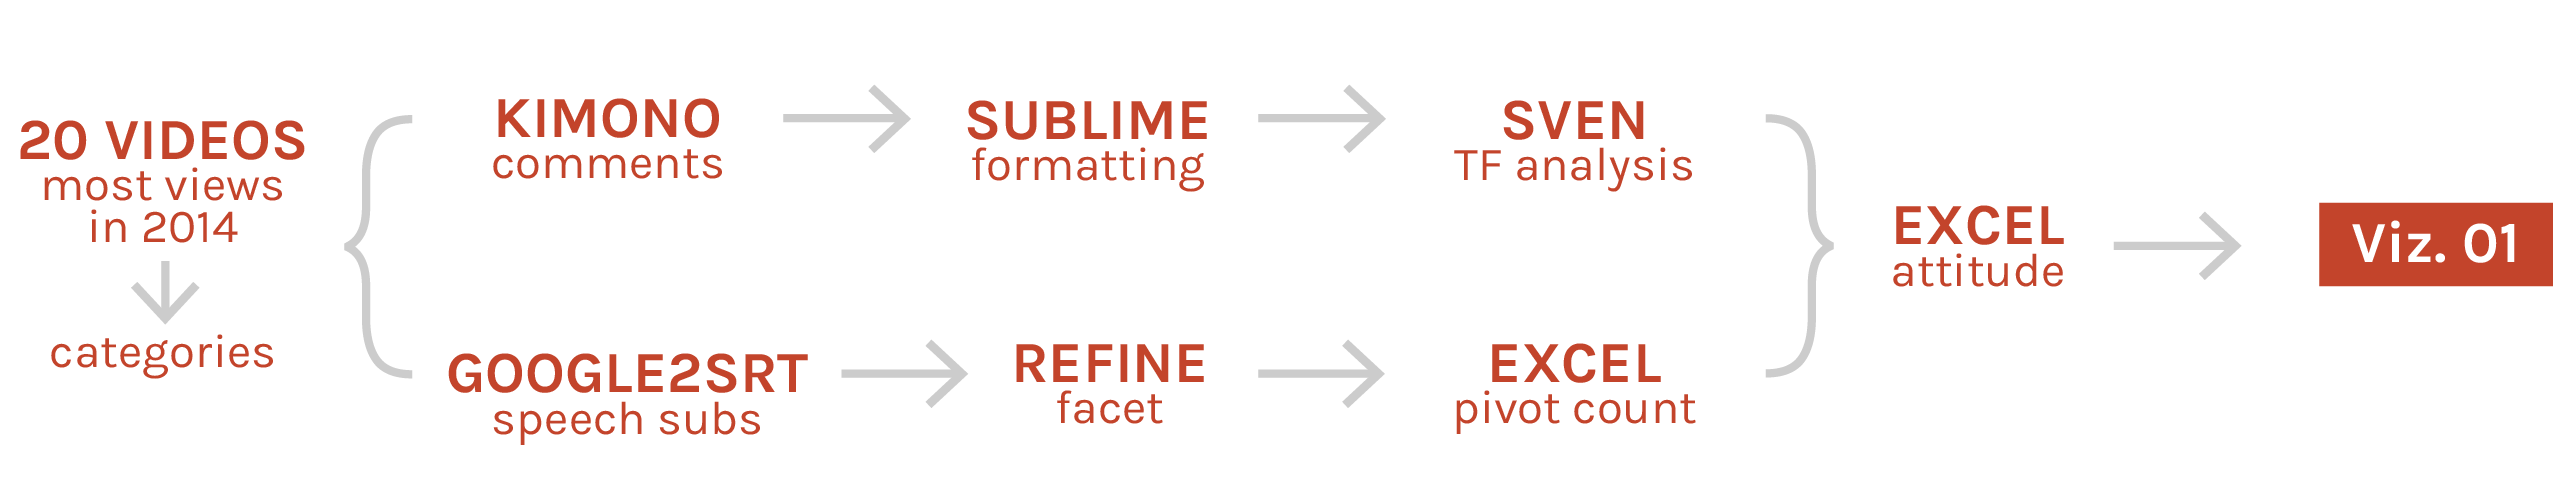 20 VIDEOS
most views
in 2014
categories
KIMONO
comments
SUBLIME
formatting
SVEN
TF analysis
GOOGLE2SRT
speech subs
REFINE
facet
EXCEL
pivot count
EXCEL
attitude
Viz. 01